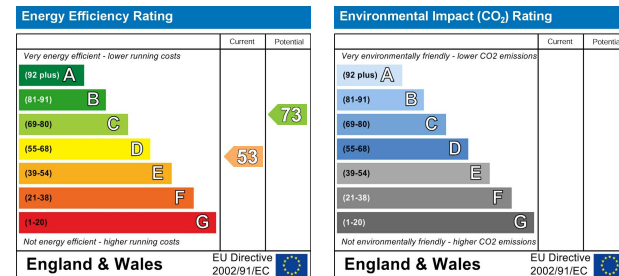 Energy Efficiency Rating
Current Potential
Very energy efficient - lower running costs
(92 plus) A
(81-91) B
(69-80) C
73
(55-68) D
53
(39-54) E
(21-38) F
(1-20) G
Not energy efficient - higher running costs
England & Wales
EU Directive
2002/91/EC
Environmental Impact (CO₂) Rating
Current Potential
Very environmentally friendly - lower CO2 emissions
(92 plus) A
(81-91) B
(69-80) C
(55-68) D
(39-54) E
(21-38) F
(1-20) G
Not environmentally friendly - higher CO2 emissions
England & Wales
EU Directive
2002/91/EC